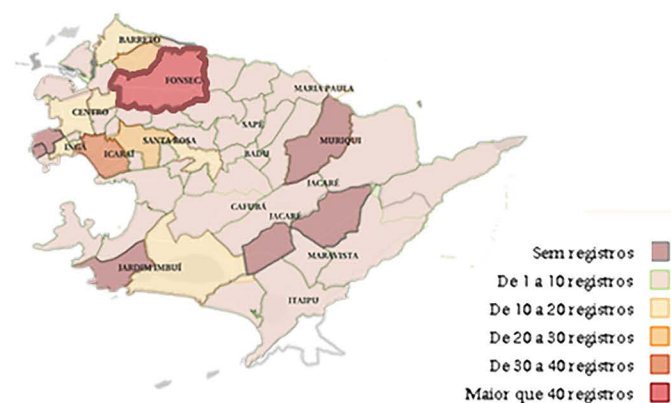 BARRETO
FONSEC
MARIA PAULA
CENTRO
SAPÊ
INGÁ
ICARAÍ
SANTA ROSA
BADU
MURIQUI
JACARÉ
CAFUBÁ
JACARÉ
JARDIM IMBUÍ
MARAVISTA
ITAIPU
Sem registros
De 1 a 10 registros
De 10 a 20 registros
De 20 a 30 registros
De 30 a 40 registros
Maior que 40 registros